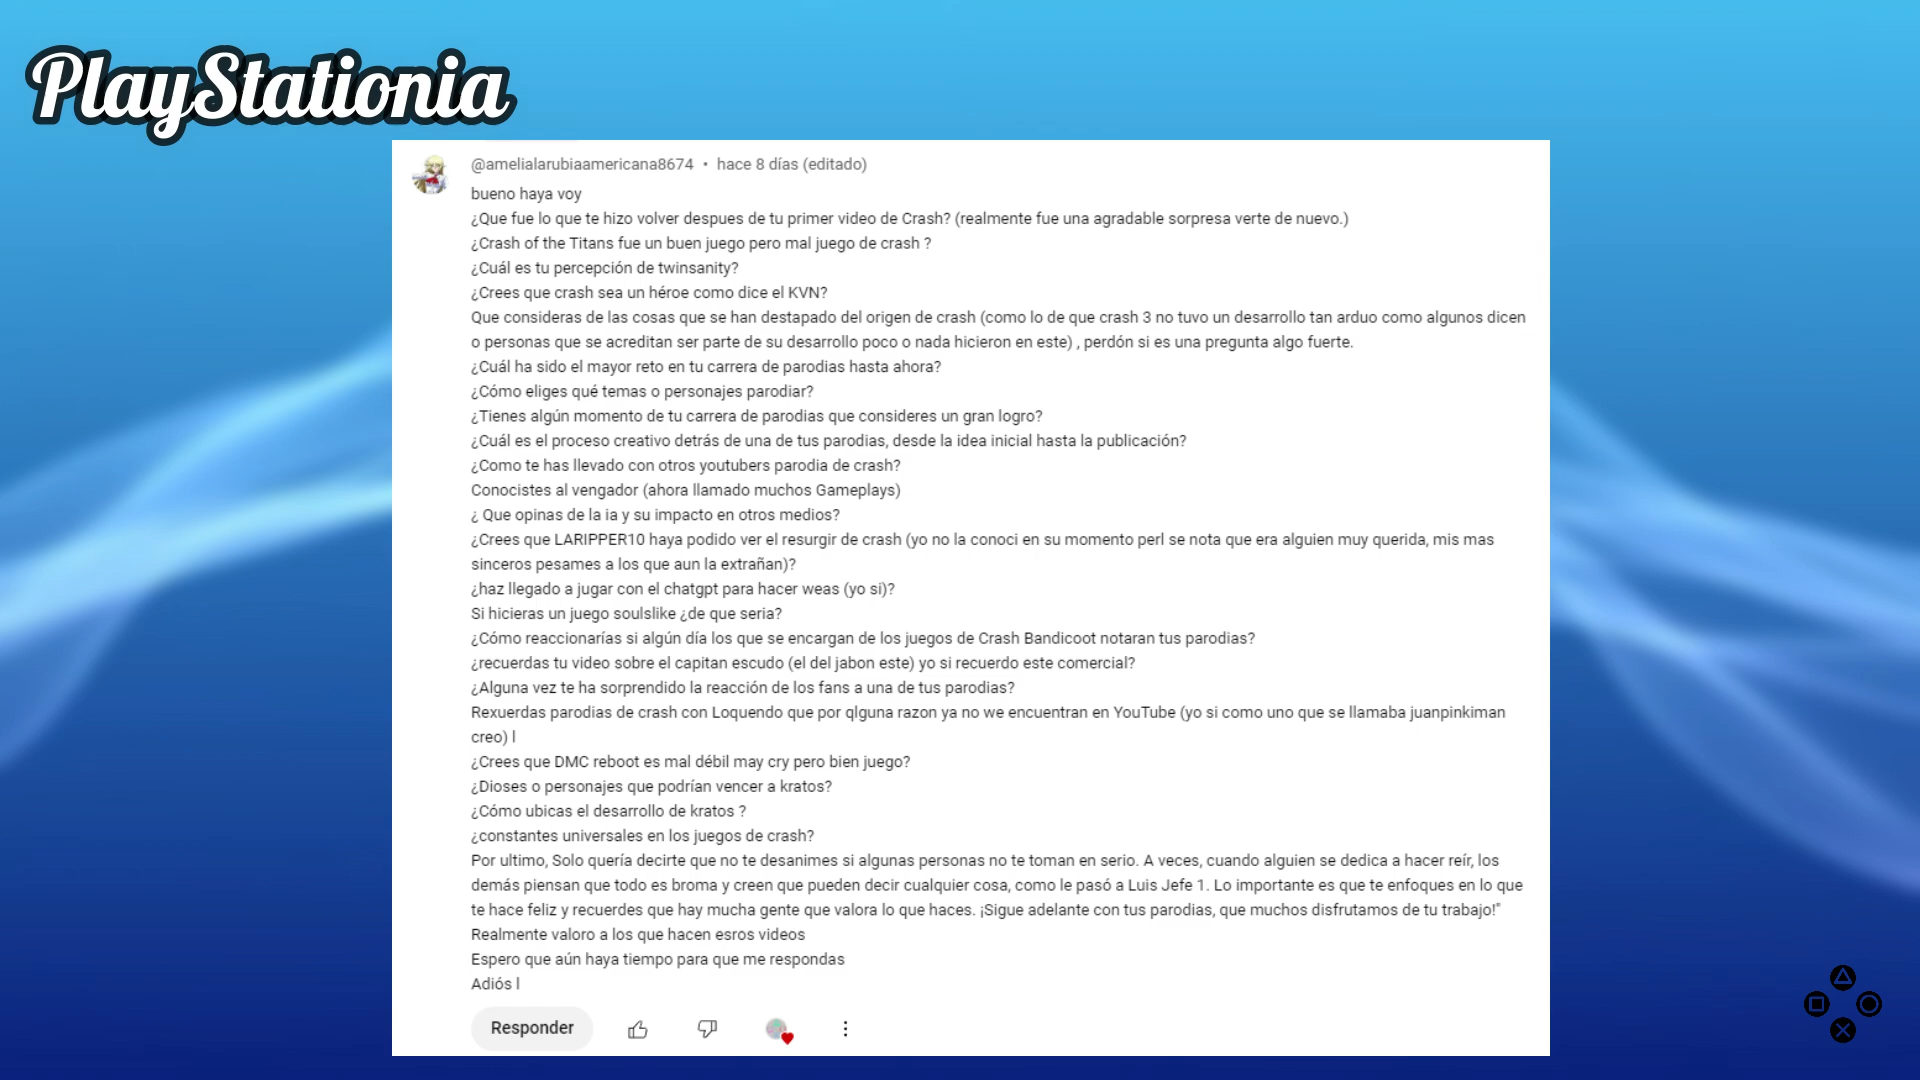 PlayStationia
@amelialarubiaamericana8674 • hace 8 días (editado)
bueno haya voy
¿Que fue lo que te hizo volver despues de tu primer video de Crash? (realmente fue una agradable sorpresa verte de nuevo.)
¿Crash of the Titans fue un buen juego pero mal juego de crash ?
¿Cuál es tu percepción de twinsanity?
¿Crees que crash sea un héroe como dice el KVN?
Que consideras de las cosas que se han destapado del origen de crash (como lo de que crash 3 no tuvo un desarrollo tan arduo como algunos dicen
o personas que se acreditan ser parte de su desarrollo poco o nada hicieron en este) , perdón si es una pregunta algo fuerte.
¿Cuál ha sido el mayor reto en tu carrera de parodias hasta ahora?
¿Cómo eliges qué temas o personajes parodiar?
¿Tienes algún momento de tu carrera de parodias que consideres un gran logro?
¿Cuál es el proceso creativo detrás de una de tus parodias, desde la idea inicial hasta la publicación?
¿Como te has llevado con otros youtubers parodia de crash?
Conocistes al vengador (ahora llamado muchos Gameplays)
¿ Que opinas de la ia y su impacto en otros medios?
¿Crees que LARIPPER10 haya podido ver el resurgir de crash (yo no la conoci en su momento perl se nota que era alguien muy querida, mis mas
sinceros pesames a los que aun la extrañan)?
¿haz llegado a jugar con el chatgpt para hacer weas (yo si)?
Si hicieras un juego soulslike ¿de que seria?
¿Cómo reaccionarías si algún día los que se encargan de los juegos de Crash Bandicoot notaran tus parodias?
¿recuerdas tu video sobre el capitan escudo (el del jabon este) yo si recuerdo este comercial?
¿Alguna vez te ha sorprendido la reacción de los fans a una de tus parodias?
Rexuerdas parodias de crash con Loquendo que por qlguna razon ya no we encuentran en YouTube (yo si como uno que se llamaba juanpinkiman
creo) l
¿Crees que DMC reboot es mal débil may cry pero bien juego?
¿Dioses o personajes que podrían vencer a kratos?
¿Cómo ubicas el desarrollo de kratos ?
¿constantes universales en los juegos de crash?
Por ultimo, Solo quería decirte que no te desanimes si algunas personas no te toman en serio. A veces, cuando alguien se dedica a hacer reír, los
demás piensan que todo es broma y creen que pueden decir cualquier cosa, como le pasó a Luis Jefe 1. Lo importante es que te enfoques en lo que
te hace feliz y recuerdes que hay mucha gente que valora lo que haces. ¡Sigue adelante con tus parodias, que muchos disfrutamos de tu trabajo!"
Realmente valoro a los que hacen esros videos
Espero que aún haya tiempo para que me respondas
Adiós l
Responder